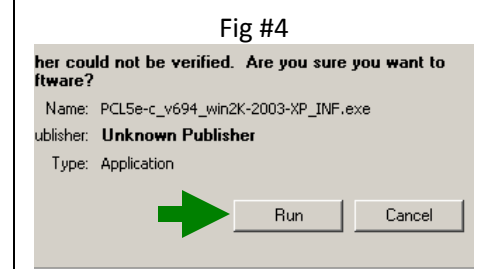 Fig #4
her could not be verified. Are you sure you want to
ftware?
Name: PCL5e-c_v694_win2K-2003-XP_INF.exe
ublisher: Unknown Publisher
Type: Application
Run Cancel